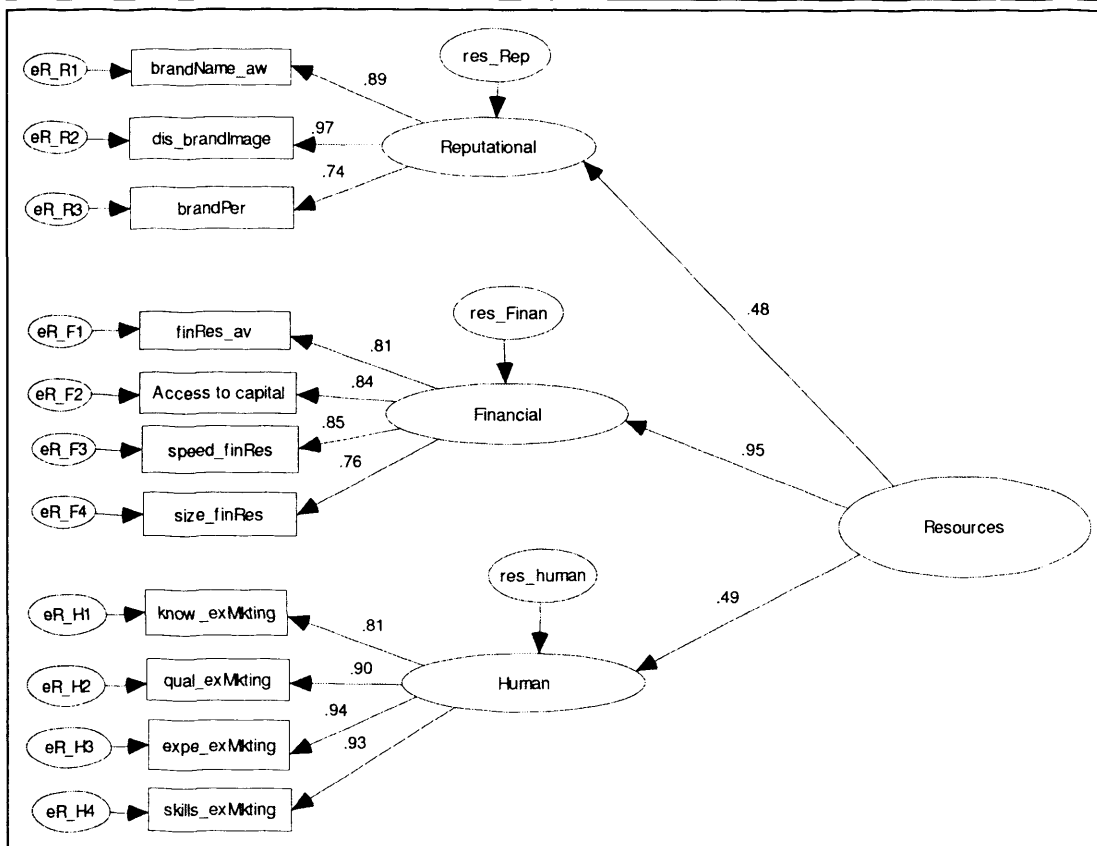 res_Rep
eR_R1
brandName_aw
.89
eR_R2
dis_brandImage
.97
Reputational
.74
eR_R3
brandPer
.48
res_Finan
eR_F1
finRes_av
.81
eR_F2
Access to capital
.84
Financial
.85
eR_F3
speed_finRes
.95
.76
eR_F4
size_finRes
Resources
res_human
eR_H1
know_exMkting
.81
.49
eR_H2
qual_exMkting
.90
Human
.94
eR_H3
expe_exMkting
.93
eR_H4
skills_exMkting